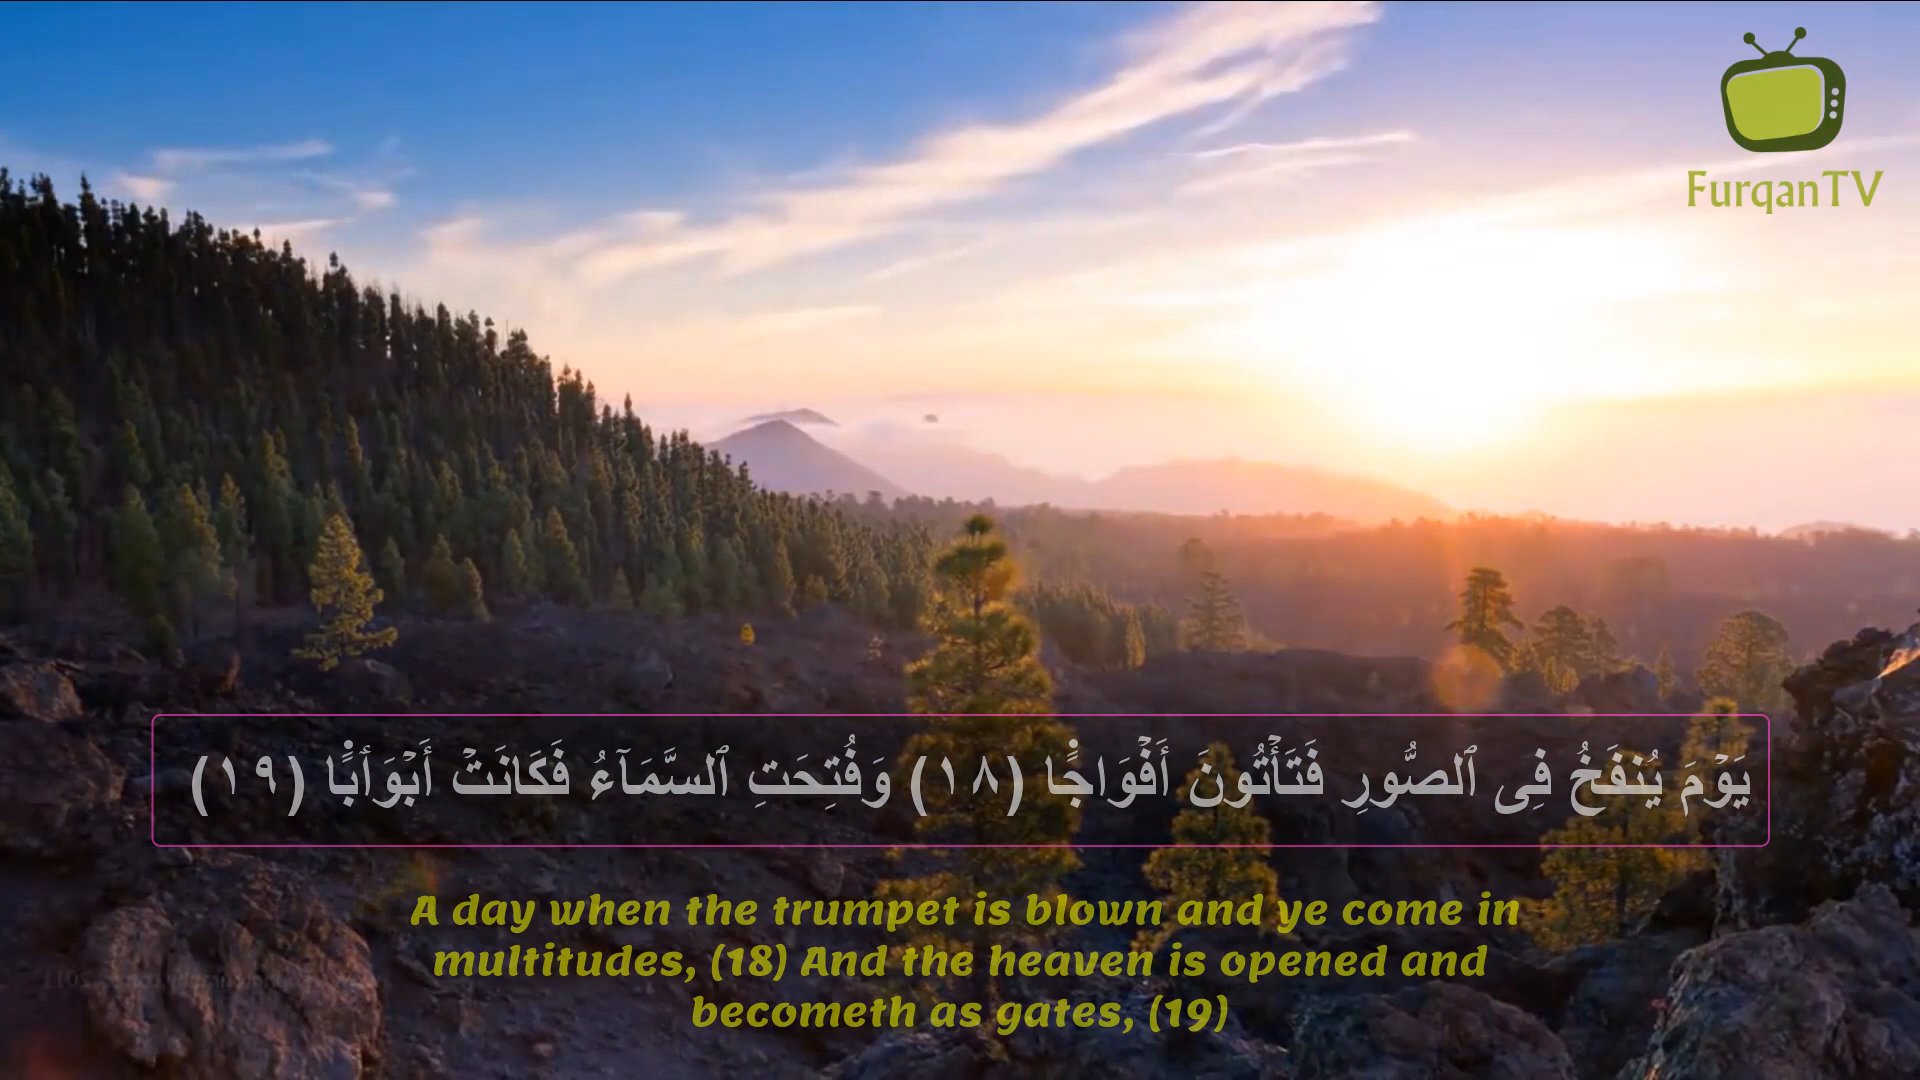 FurqanTV
يَوْمَ يُنفَخُ فِى ٱلصُّورِ فَتَأْتُونَ أَفْوَاجًۭا (١٨) وَفُتِحَتِ ٱلسَّمَآءُ فَكَانَتْ أَبْوَٰبًۭا (١٩)
A day when the trumpet is blown and ye come in
multitudes, (18) And the heaven is opened and
becometh as gates, (19)